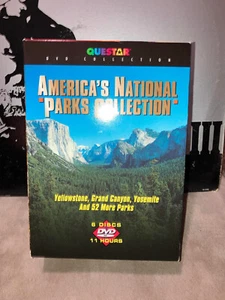 QUESTAR
DVD COLLECTION
AMERICA'S NATIONAL
"PARKS COLLECTION"
Yellowstone, Grand Canyon, Yosemite
And 52 More Parks
6 DISCS
DVD
11 HOURS